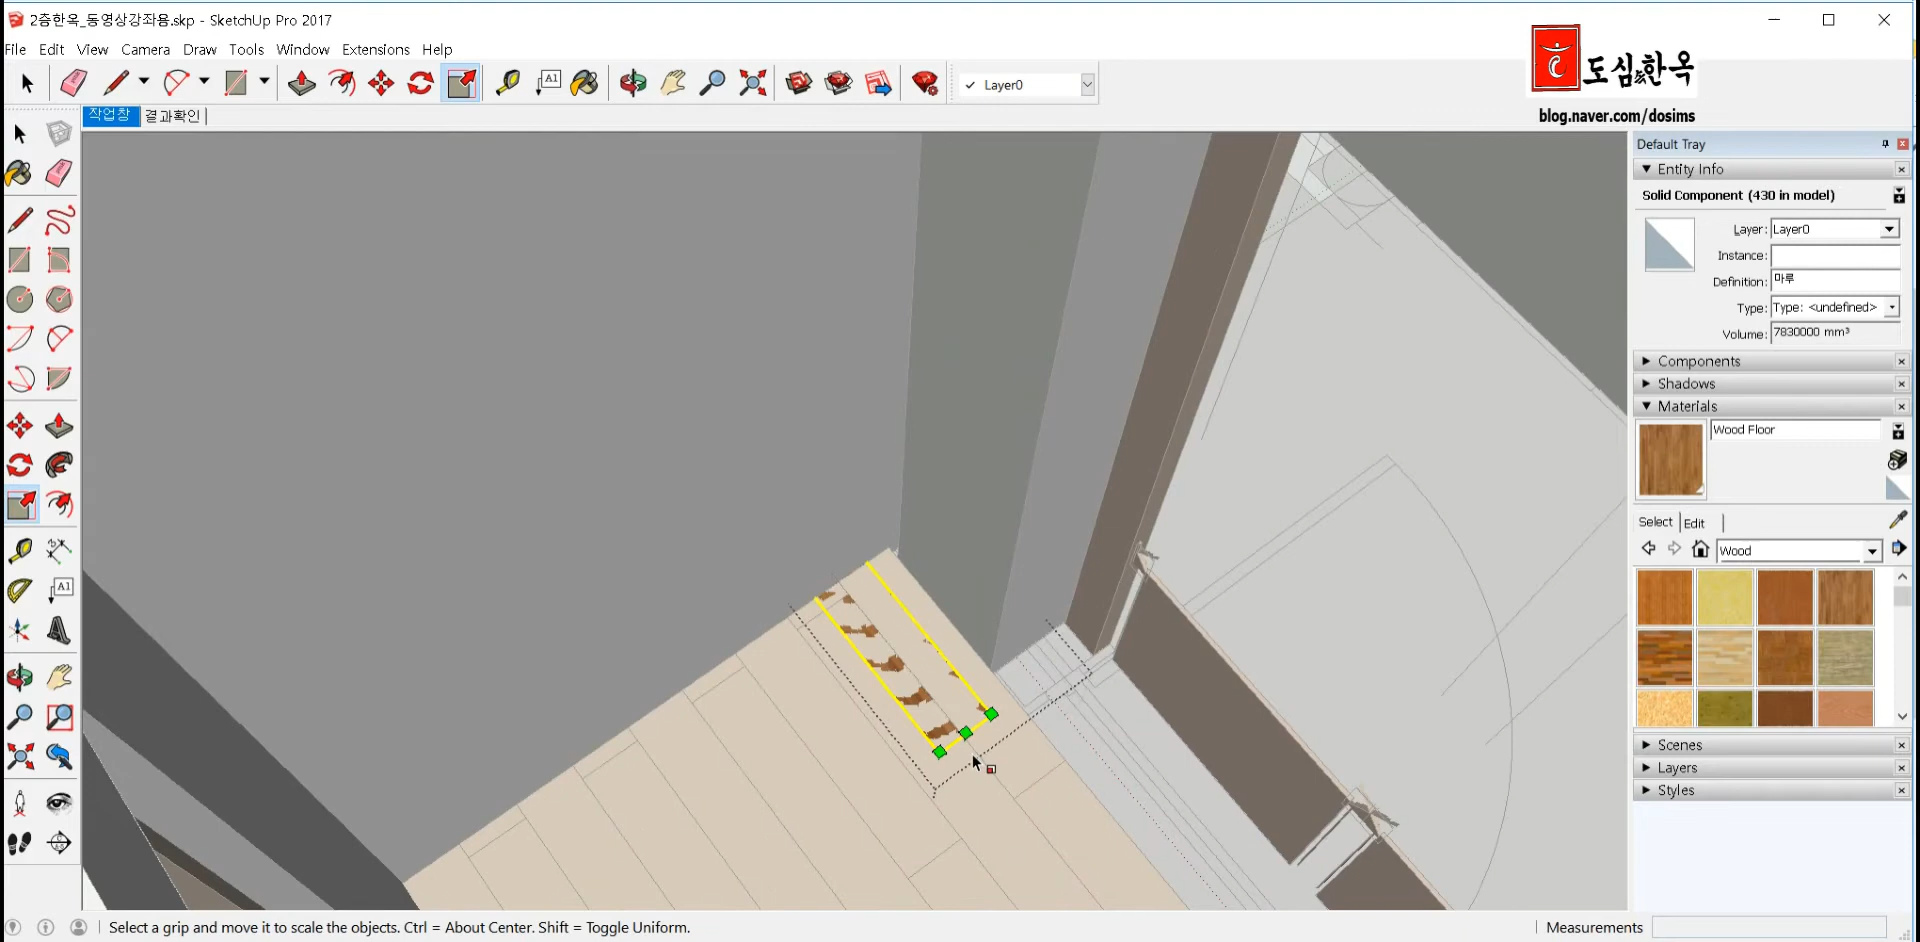 2층한옥_동영상강좌용.skp - SketchUp Pro 2017
File Edit View Camera Draw Tools Window Extensions Help
도심한옥
A1
Layer0
blog.naver.com/dosims
작업창 결과확인
Default Tray
Entity Info
Solid Component (430 in model)
Layer: Layer0
Instance:
Definition: 마루
Type: Type: <undefined>
Volume: 7830000 mm³
Components
Shadows
Materials
Wood Floor
Select Edit
Wood
A1
Scenes
Layers
Styles
Select a grip and move it to scale the objects. Ctrl = About Center. Shift = Toggle Uniform.
Measurements